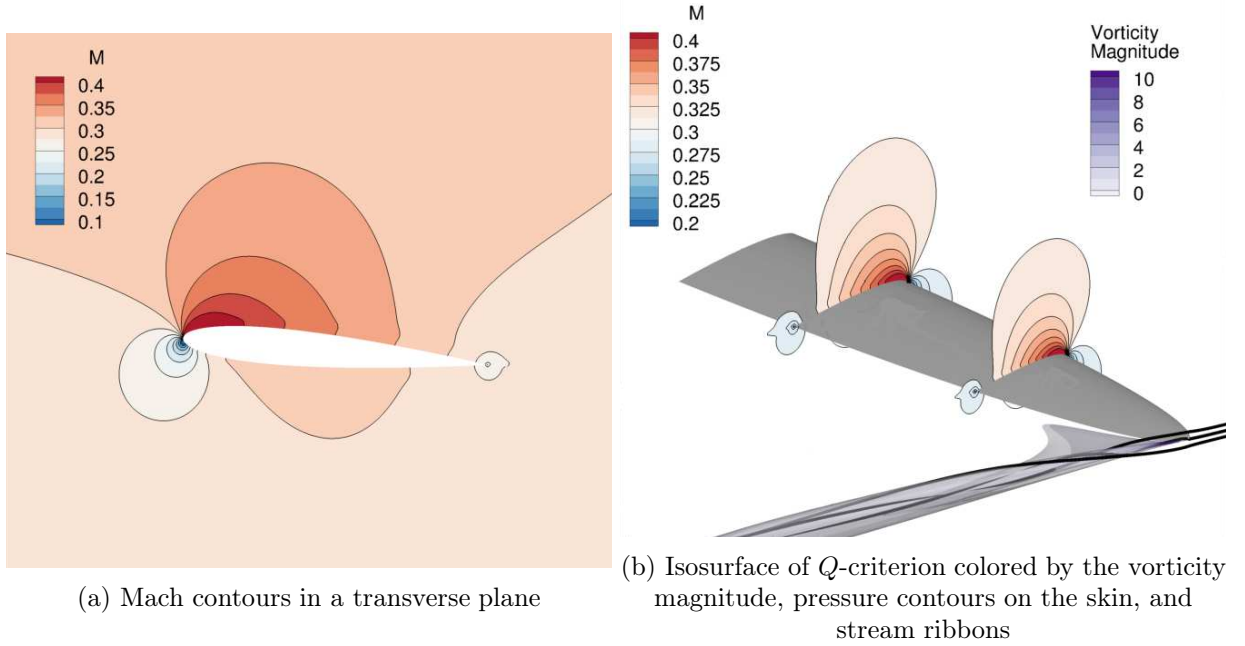 M
0.4
0.35
0.3
0.25
0.2
0.15
0.1
(a) Mach contours in a transverse plane
M
0.4
0.375
0.35
0.325
0.3
0.275
0.25
0.225
0.2
Vorticity
Magnitude
10
8
6
4
2
0
(b) Isosurface of Q-criterion colored by the vorticity
magnitude, pressure contours on the skin, and
stream ribbons